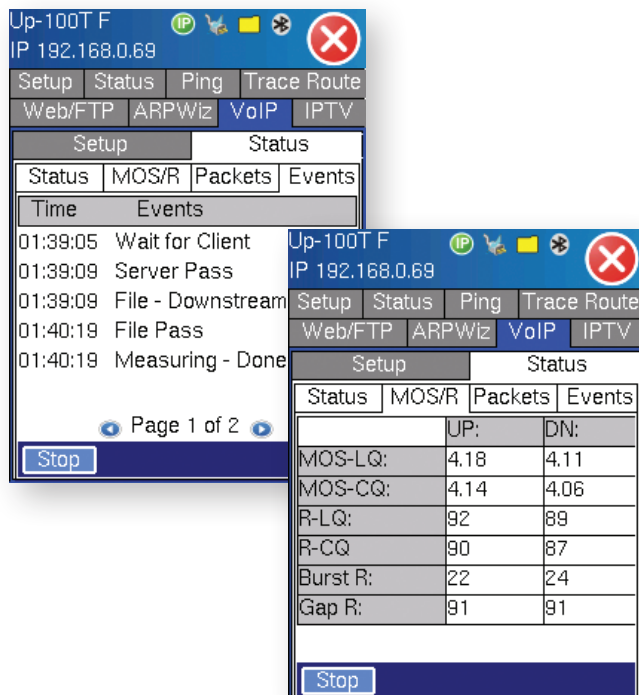 Up-100T F IP
IP 192.168.0.69
Setup Status Ping Trace Route
Web/FTP ARPWiz VoIP IPTV
Setup Status
Status MOS/R Packets Events
Time Events
01:39:05 Wait for Client
01:39:09 Server Pass
01:39:09 File - Downstream
01:40:19 File Pass
01:40:19 Measuring - Done
Page 1 of 2
Stop
Up-100T F IP
IP 192.168.0.69
Setup Status Ping Trace Route
Web/FTP ARPWiz VoIP IPTV
Setup Status
Status MOS/R Packets Events
UP: DN:
MOS-LQ: 4.18 4.11
MOS-CQ: 4.14 4.06
R-LQ: 92 89
R-CQ 90 87
Burst R: 22 24
Gap R: 91 91
Stop